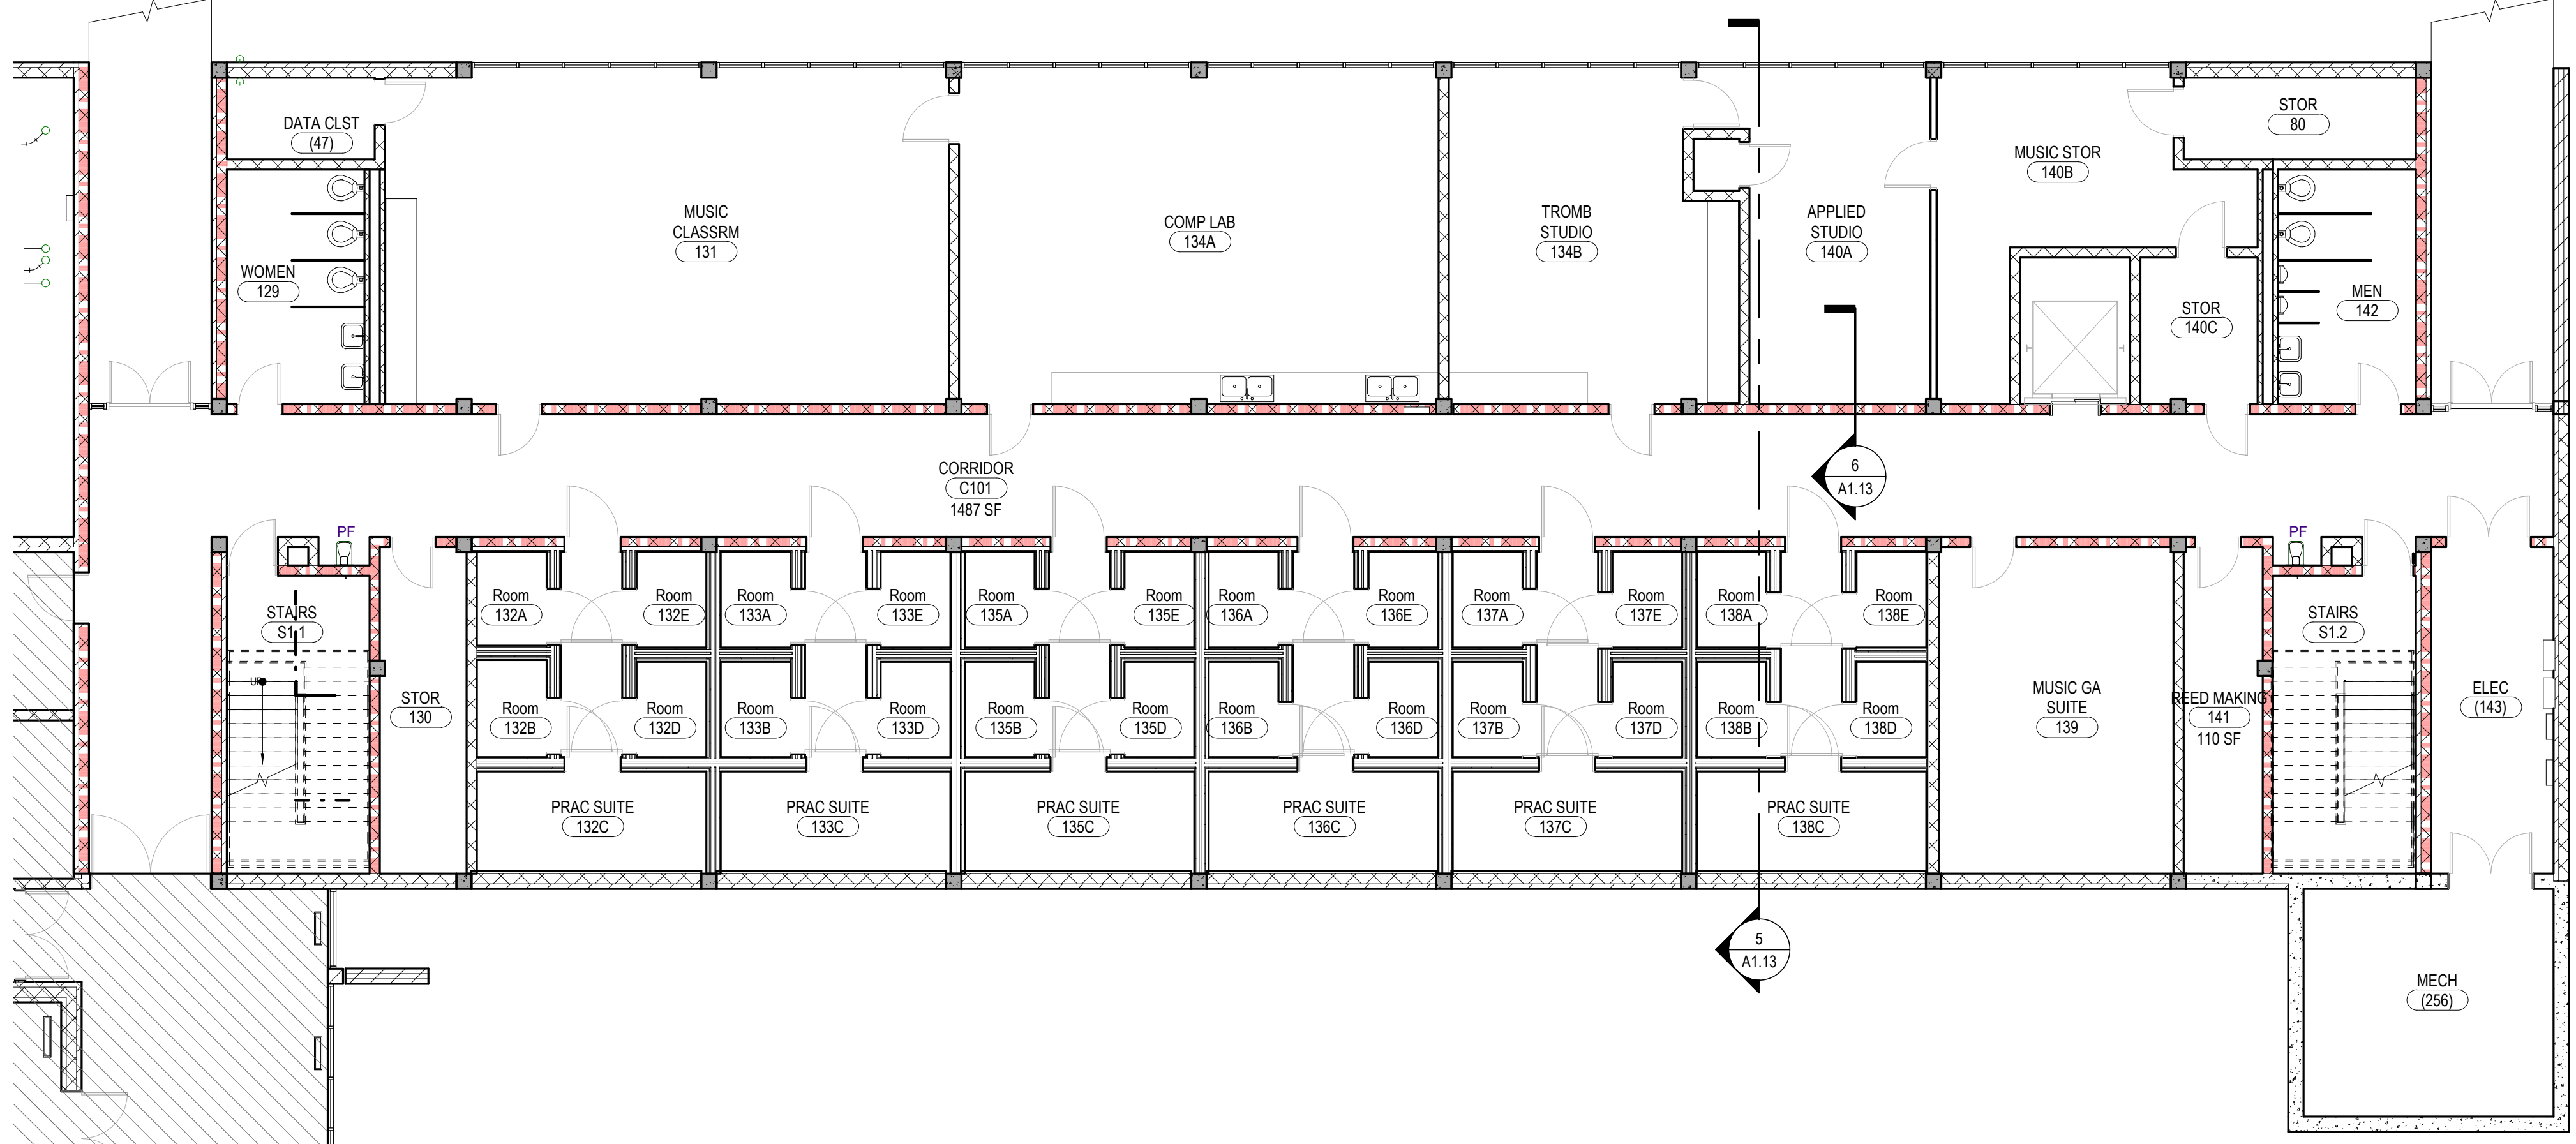 DATA CLST
(47)
STOR
80
MUSIC STOR
140B
MUSIC
CLASSRM
131
COMP LAB
134A
TROMB
STUDIO
134B
APPLIED
STUDIO
140A
WOMEN
129
MEN
142
STOR
140C
CORRIDOR
C101
1487 SF
6
A1.13
PF
PF
STAIRS
S1.1
UP
Room
132A
Room
132E
Room
133A
Room
133E
Room
135A
Room
135E
Room
136A
Room
136E
Room
137A
Room
137E
Room
138A
Room
138E
STAIRS
S1.2
STOR
130
Room
132B
Room
132D
Room
133B
Room
133D
Room
135B
Room
135D
Room
136B
Room
136D
Room
137B
Room
137D
Room
138B
Room
138D
MUSIC GA
SUITE
139
REED MAKING
141
110 SF
ELEC
(143)
PRAC SUITE
132C
PRAC SUITE
133C
PRAC SUITE
135C
PRAC SUITE
136C
PRAC SUITE
137C
PRAC SUITE
138C
5
A1.13
MECH
(256)